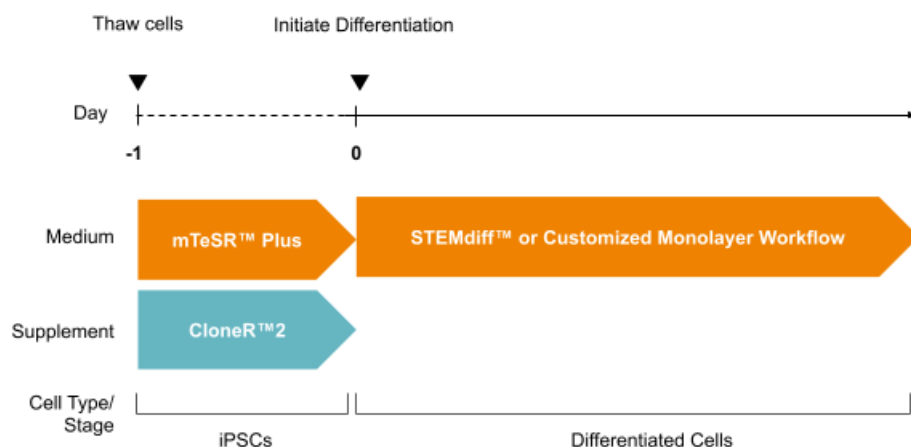 Thaw cells
Initiate Differentiation
Day
-1
0
Medium
mTeSR™ Plus
STEMdiff™ or Customized Monolayer Workflow
Supplement
CloneR™2
Cell Type/
Stage
iPSCs
Differentiated Cells